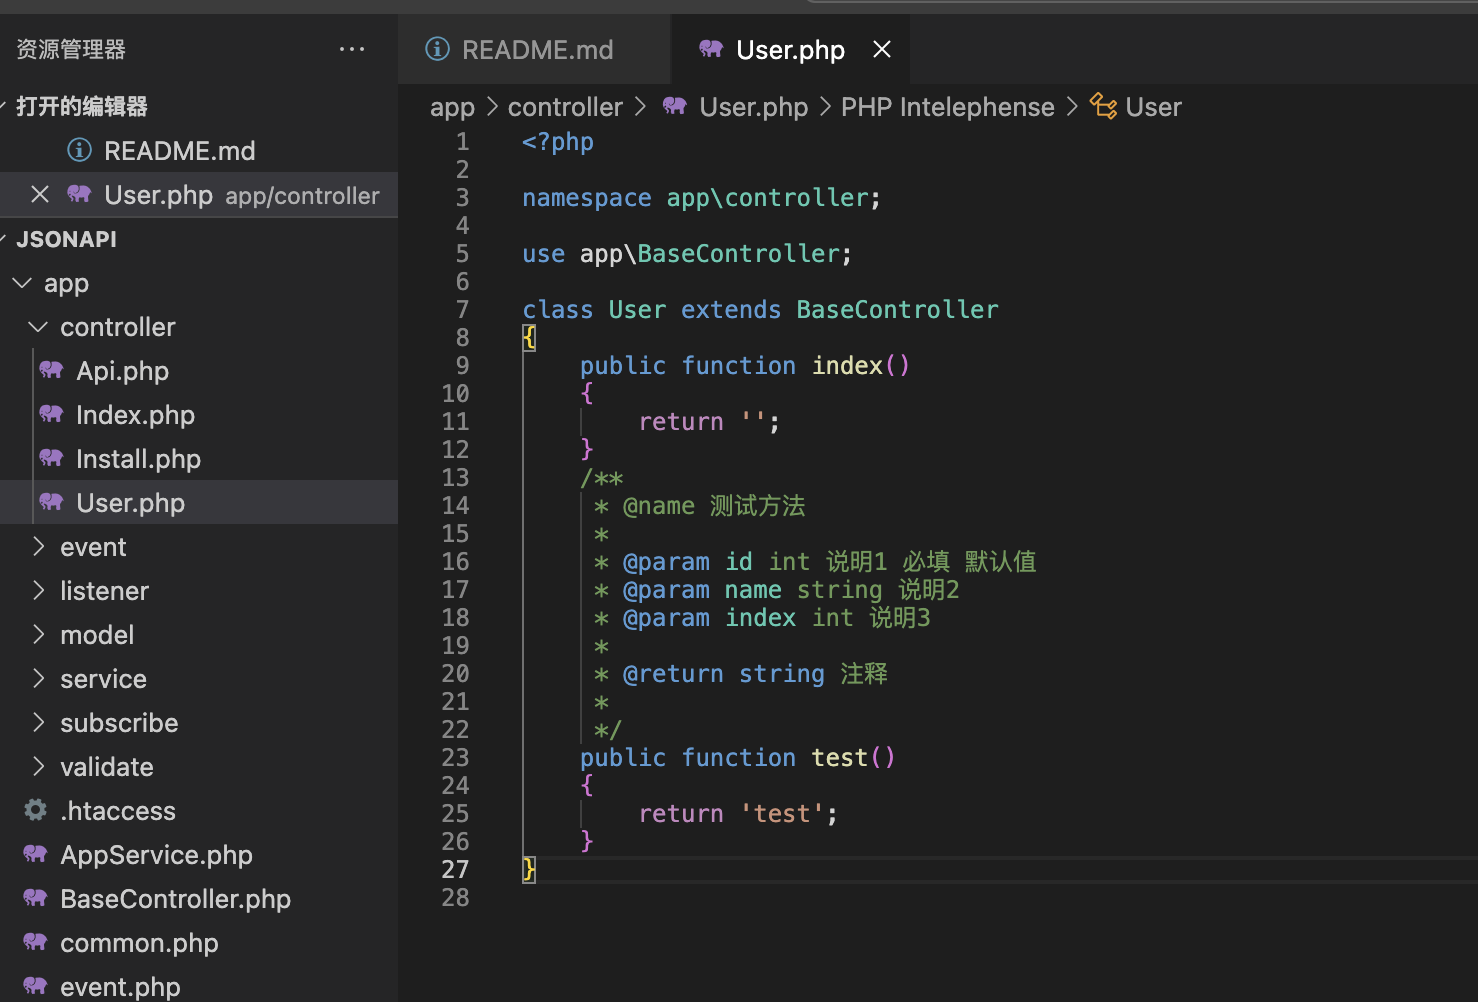 资源管理器 ···
打开的编辑器
README.md
User.php app/controller
JSONAPI
app
controller
Api.php
Index.php
Install.php
User.php
event
listener
model
service
subscribe
validate
.htaccess
AppService.php
BaseController.php
common.php
event.php
README.md User.php
app > controller > User.php > PHP Intelephense > User
1 <?php
2
3 namespace app\controller;
4
5 use app\BaseController;
6
7 class User extends BaseController
8 {
9     public function index()
10     {
11         return '';
12     }
13     /**
14      * @name 测试方法
15      *
16      * @param id int 说明1 必填 默认值
17      * @param name string 说明2
18      * @param index int 说明3
19      *
20      * @return string 注释
21      *
22      */
23     public function test()
24     {
25         return 'test';
26     }
27 }
28